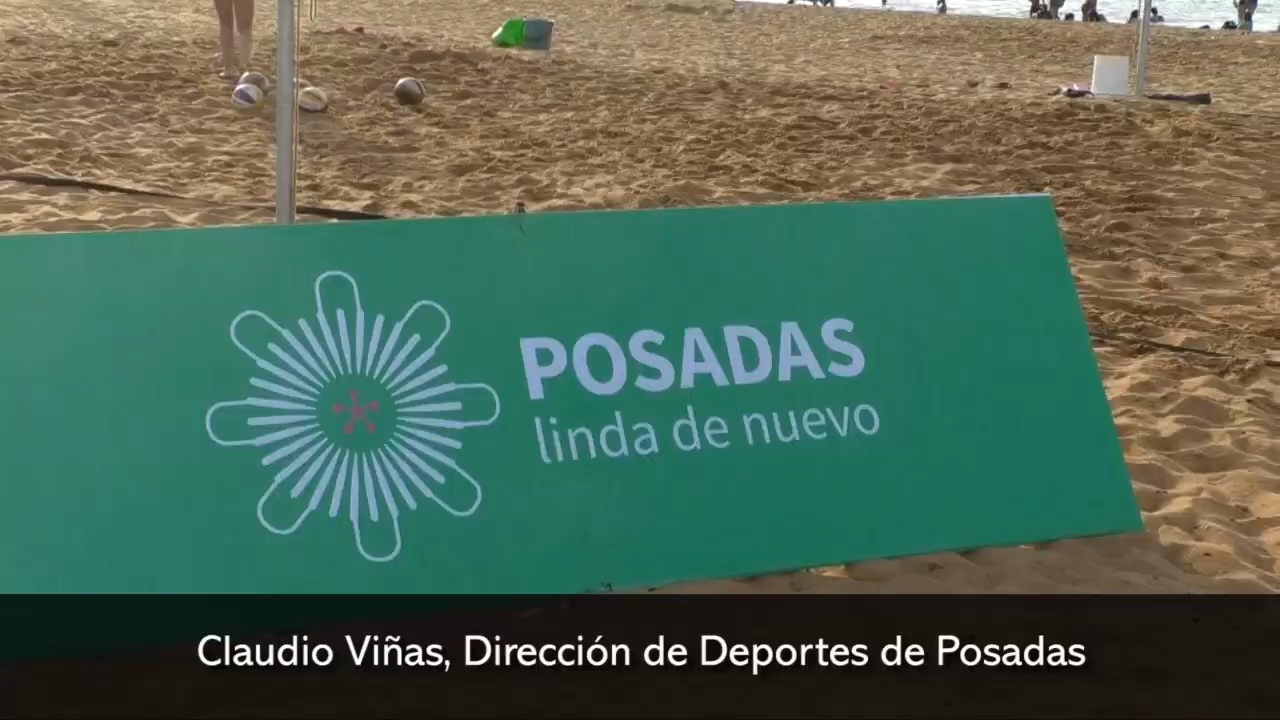 POSADAS
linda de nuevo
Claudio Viñas, Dirección de Deportes de Posadas